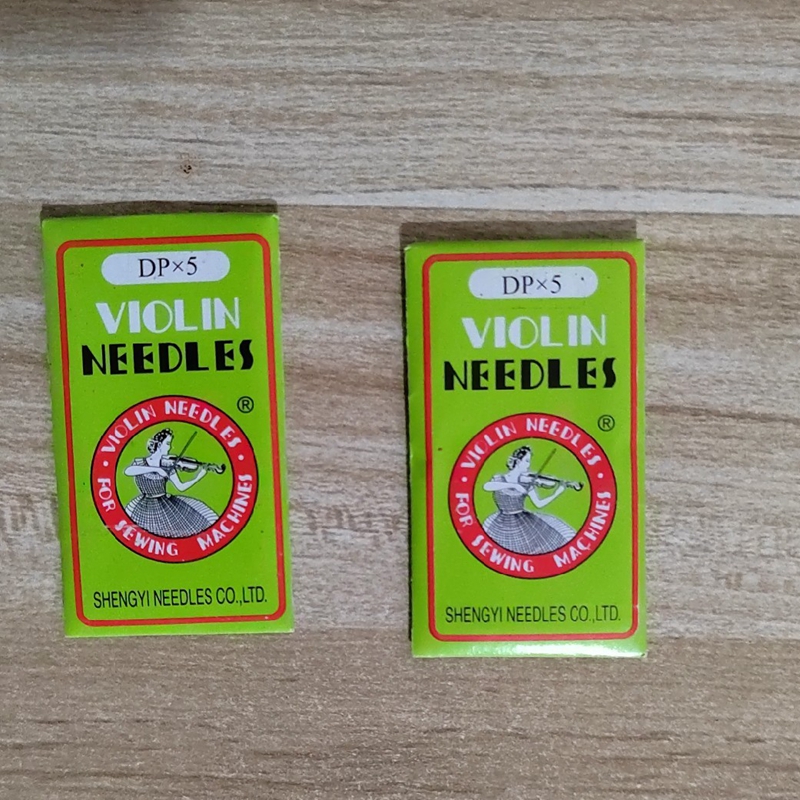 DP×5
VIOLIN
NEEDLES
®
· VIOLIN NEEDLES ·
FOR SEWING MACHINES
SHENGYI NEEDLES CO.,LTD.
DP×5
VIOLIN
NEEDLES
®
· VIOLIN NEEDLES ·
FOR SEWING MACHINES
SHENGYI NEEDLES CO.,LTD.